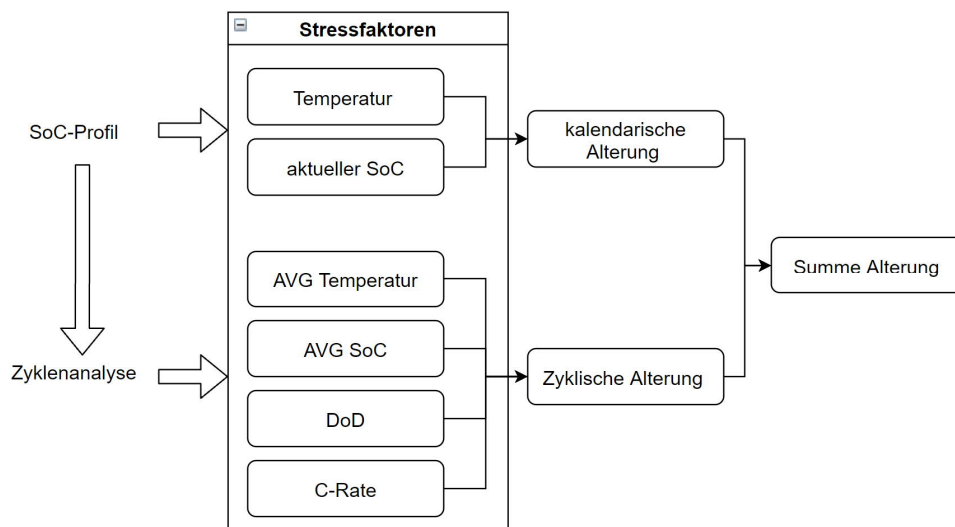 Stressfaktoren
SoC-Profil
Temperatur
aktueller SoC
kalendarische
Alterung
Summe Alterung
Zyklenanalyse
AVG Temperatur
AVG SoC
DoD
C-Rate
Zyklische Alterung